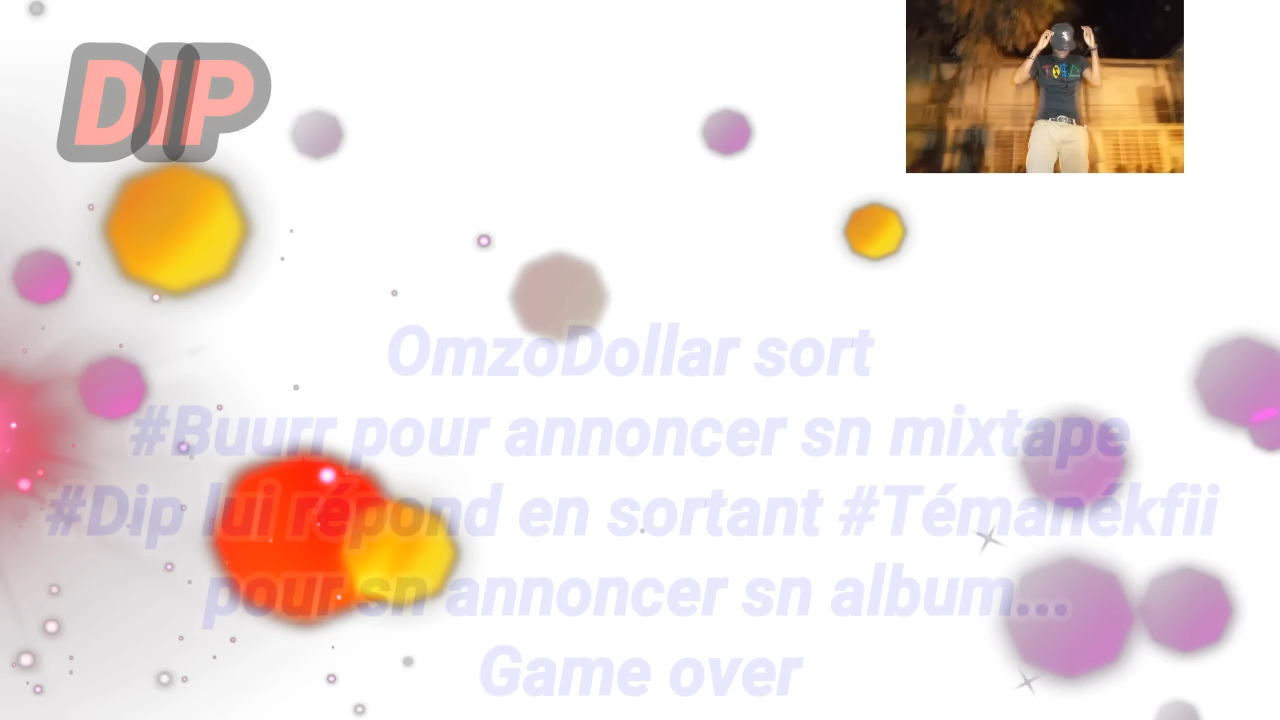 DIP
OmzoDollar sort
#Buurr pour annoncer sn mixtape
#Dip lui répond en sortant #Témanékfii
pour sn annoncer sn album...
Game over